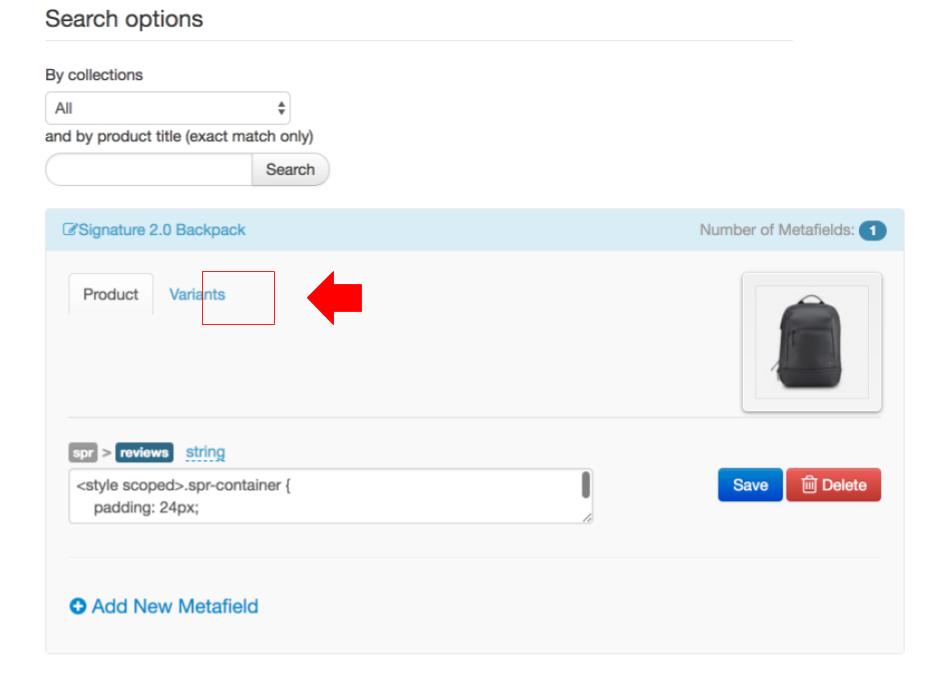 Search options
By collections
All
and by product title (exact match only)
Search
Signature 2.0 Backpack Number of Metafields: 1
Product Variants
spr > reviews string
<style scoped>.spr-container {
padding: 24px;
Save Delete
Add New Metafield